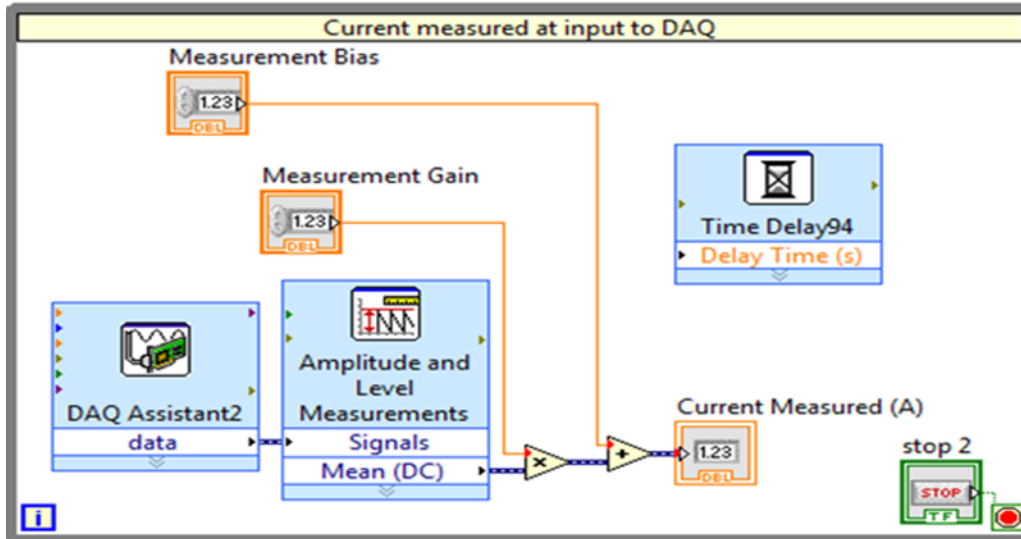 Current measured at input to DAQ
Measurement Bias
1.23
DBL
Measurement Gain
1.23
DBL
Time Delay94
Delay Time (s)
DAQ Assistant2
data
Amplitude and
Level
Measurements
Signals
Mean (DC)
×
+
Current Measured (A)
1.23
DBL
stop 2
STOP
TF
i